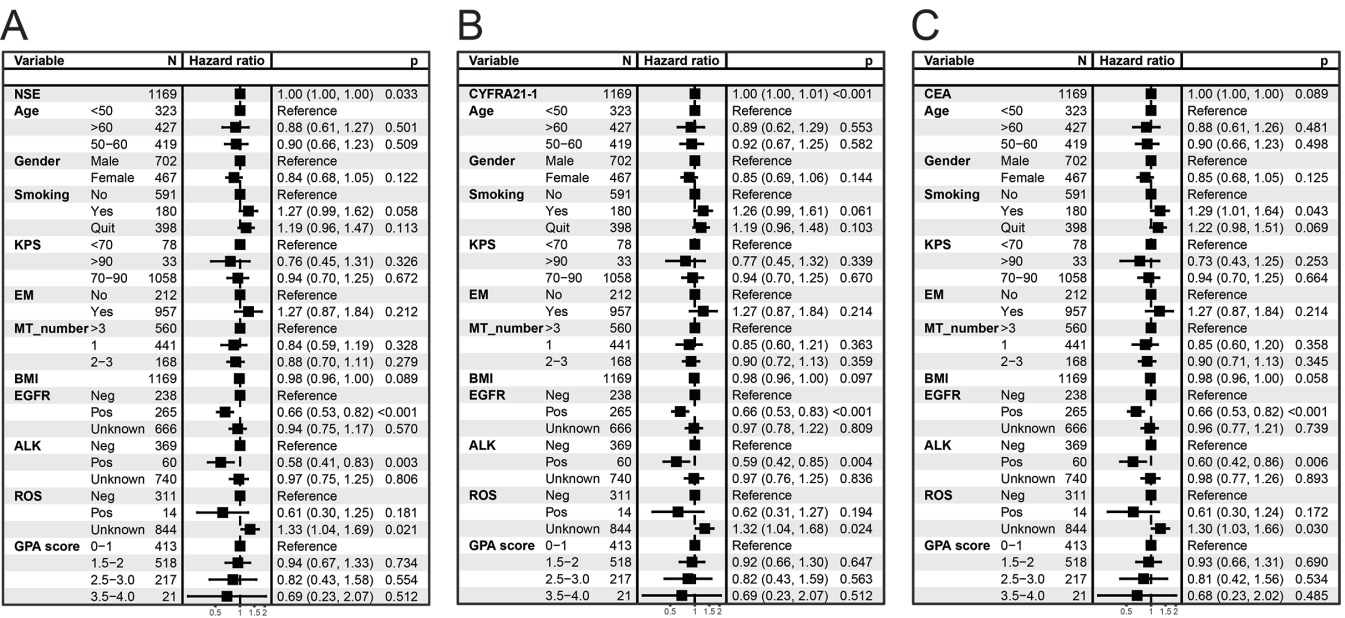 A
Variable N Hazard ratio p
NSE 1169 1.00 (1.00, 1.00) 0.033
Age <50 323 Reference
>60 427 0.88 (0.61, 1.27) 0.501
50−60 419 0.90 (0.66, 1.23) 0.509
Gender Male 702 Reference
Female 467 0.84 (0.68, 1.05) 0.122
Smoking No 591 Reference
Yes 180 1.27 (0.99, 1.62) 0.058
Quit 398 1.19 (0.96, 1.47) 0.113
KPS <70 78 Reference
>90 33 0.76 (0.45, 1.31) 0.326
70−90 1058 0.94 (0.70, 1.25) 0.672
EM No 212 Reference
Yes 957 1.27 (0.87, 1.84) 0.212
MT_number >3 560 Reference
1 441 0.84 (0.59, 1.19) 0.328
2−3 168 0.88 (0.70, 1.11) 0.279
BMI 1169 0.98 (0.96, 1.00) 0.089
EGFR Neg 238 Reference
Pos 265 0.66 (0.53, 0.82) <0.001
Unknown 666 0.94 (0.75, 1.17) 0.570
ALK Neg 369 Reference
Pos 60 0.58 (0.41, 0.83) 0.003
Unknown 740 0.97 (0.75, 1.25) 0.806
ROS Neg 311 Reference
Pos 14 0.61 (0.30, 1.25) 0.181
Unknown 844 1.33 (1.04, 1.69) 0.021
GPA score 0−1 413 Reference
1.5−2 518 0.94 (0.67, 1.33) 0.734
2.5−3.0 217 0.82 (0.43, 1.58) 0.554
3.5−4.0 21 0.69 (0.23, 2.07) 0.512
0.5 1 1.5 2
B
Variable N Hazard ratio p
CYFRA21-1 1169 1.00 (1.00, 1.01) <0.001
Age <50 323 Reference
>60 427 0.89 (0.62, 1.29) 0.553
50−60 419 0.92 (0.67, 1.25) 0.582
Gender Male 702 Reference
Female 467 0.85 (0.69, 1.06) 0.144
Smoking No 591 Reference
Yes 180 1.26 (0.99, 1.61) 0.061
Quit 398 1.19 (0.96, 1.48) 0.103
KPS <70 78 Reference
>90 33 0.77 (0.45, 1.32) 0.339
70−90 1058 0.94 (0.70, 1.25) 0.670
EM No 212 Reference
Yes 957 1.27 (0.87, 1.84) 0.214
MT_number >3 560 Reference
1 441 0.85 (0.60, 1.21) 0.363
2−3 168 0.90 (0.72, 1.13) 0.359
BMI 1169 0.98 (0.96, 1.00) 0.097
EGFR Neg 238 Reference
Pos 265 0.66 (0.53, 0.83) <0.001
Unknown 666 0.97 (0.78, 1.22) 0.809
ALK Neg 369 Reference
Pos 60 0.59 (0.42, 0.85) 0.004
Unknown 740 0.97 (0.76, 1.25) 0.836
ROS Neg 311 Reference
Pos 14 0.62 (0.31, 1.27) 0.194
Unknown 844 1.32 (1.04, 1.68) 0.024
GPA score 0−1 413 Reference
1.5−2 518 0.92 (0.66, 1.30) 0.647
2.5−3.0 217 0.82 (0.43, 1.59) 0.563
3.5−4.0 21 0.69 (0.23, 2.07) 0.512
0.5 1 1.5 2
C
Variable N Hazard ratio p
CEA 1169 1.00 (1.00, 1.00) 0.089
Age <50 323 Reference
>60 427 0.88 (0.61, 1.26) 0.481
50−60 419 0.90 (0.66, 1.23) 0.498
Gender Male 702 Reference
Female 467 0.85 (0.68, 1.05) 0.125
Smoking No 591 Reference
Yes 180 1.29 (1.01, 1.64) 0.043
Quit 398 1.22 (0.98, 1.51) 0.069
KPS <70 78 Reference
>90 33 0.73 (0.43, 1.25) 0.253
70−90 1058 0.94 (0.70, 1.25) 0.664
EM No 212 Reference
Yes 957 1.27 (0.87, 1.84) 0.214
MT_number >3 560 Reference
1 441 0.85 (0.60, 1.20) 0.358
2−3 168 0.90 (0.71, 1.13) 0.345
BMI 1169 0.98 (0.96, 1.00) 0.058
EGFR Neg 238 Reference
Pos 265 0.66 (0.53, 0.82) <0.001
Unknown 666 0.96 (0.77, 1.21) 0.739
ALK Neg 369 Reference
Pos 60 0.60 (0.42, 0.86) 0.006
Unknown 740 0.98 (0.77, 1.26) 0.893
ROS Neg 311 Reference
Pos 14 0.61 (0.30, 1.24) 0.172
Unknown 844 1.30 (1.03, 1.66) 0.030
GPA score 0−1 413 Reference
1.5−2 518 0.93 (0.66, 1.31) 0.690
2.5−3.0 217 0.81 (0.42, 1.56) 0.534
3.5−4.0 21 0.68 (0.23, 2.02) 0.485
0.5 1 1.5 2